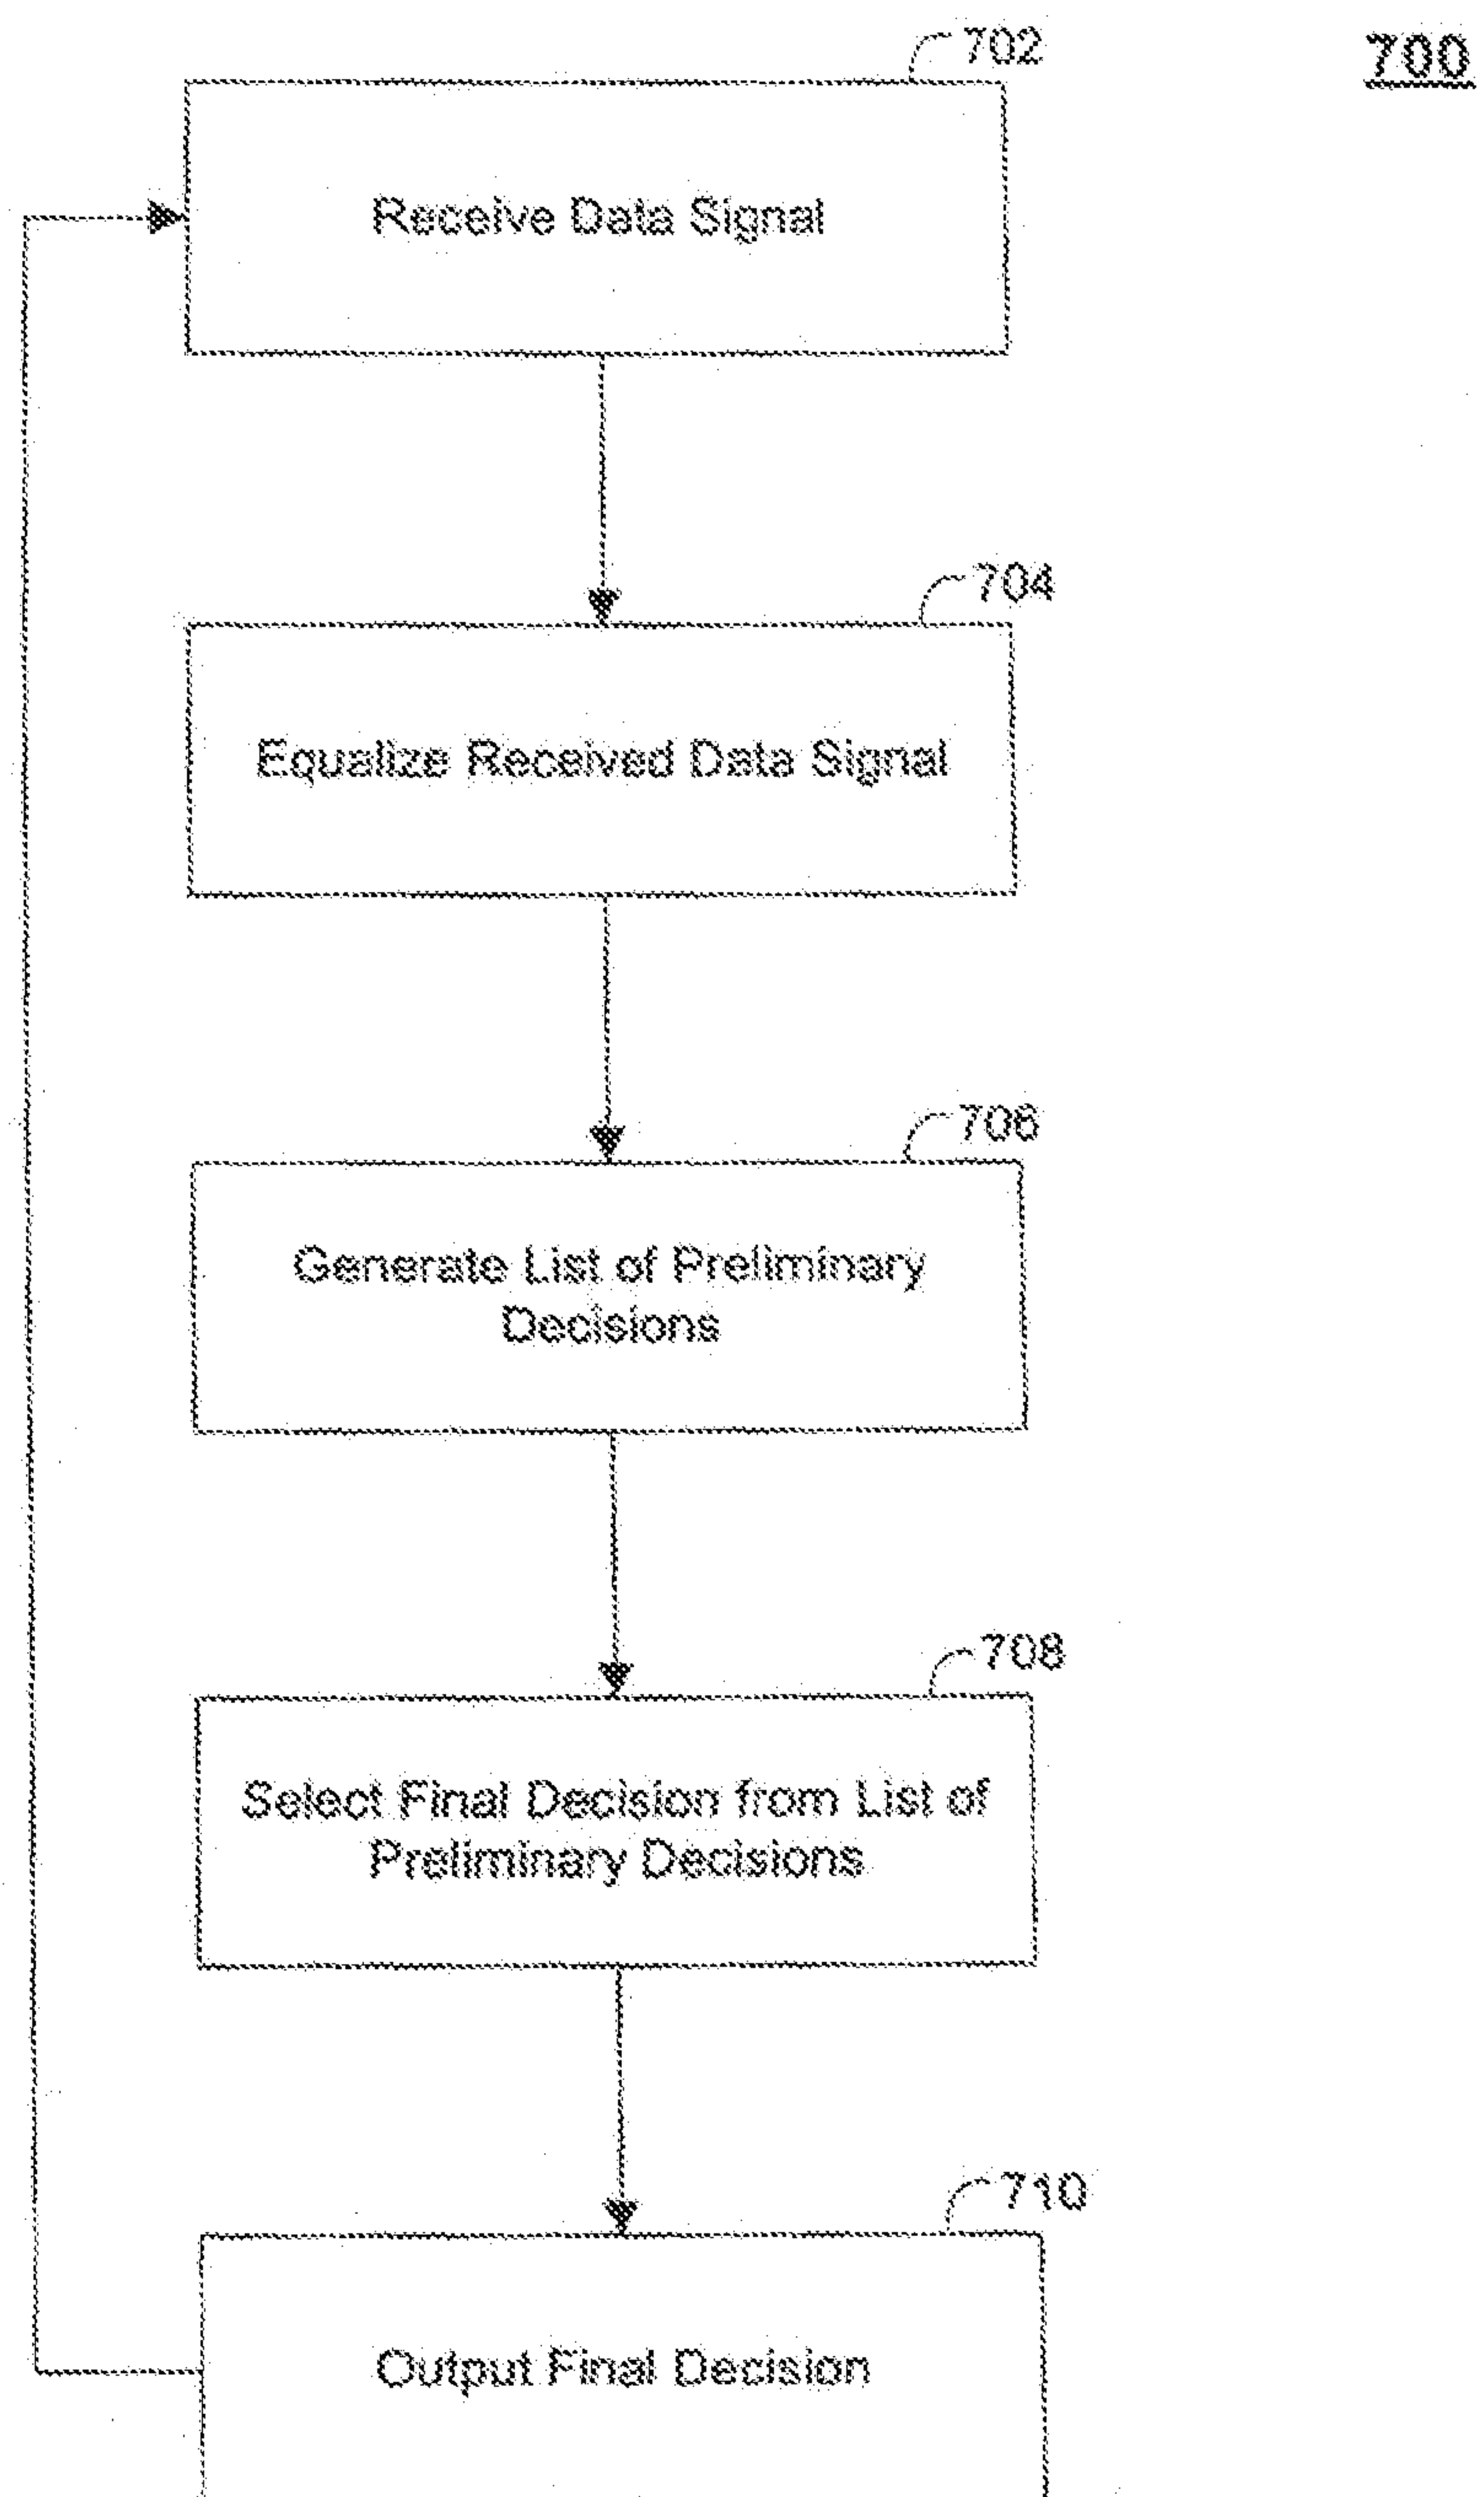 700
702
Receive Data Signal
704
Equalize Received Data Signal
706
Generate List of Preliminary
Decisions
708
Select Final Decision from List of
Preliminary Decisions
710
Output Final Decision